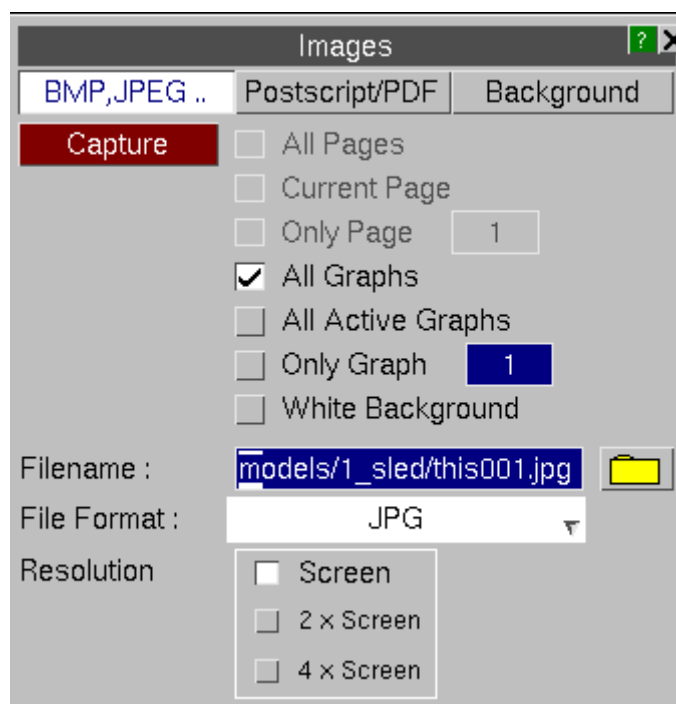 Images ? X
BMP,JPEG .. Postscript/PDF Background
Capture All Pages
Current Page
Only Page 1
All Graphs
All Active Graphs
Only Graph 1
White Background
Filename : models/1_sled/this001.jpg
File Format : JPG
Resolution Screen
2 x Screen
4 x Screen